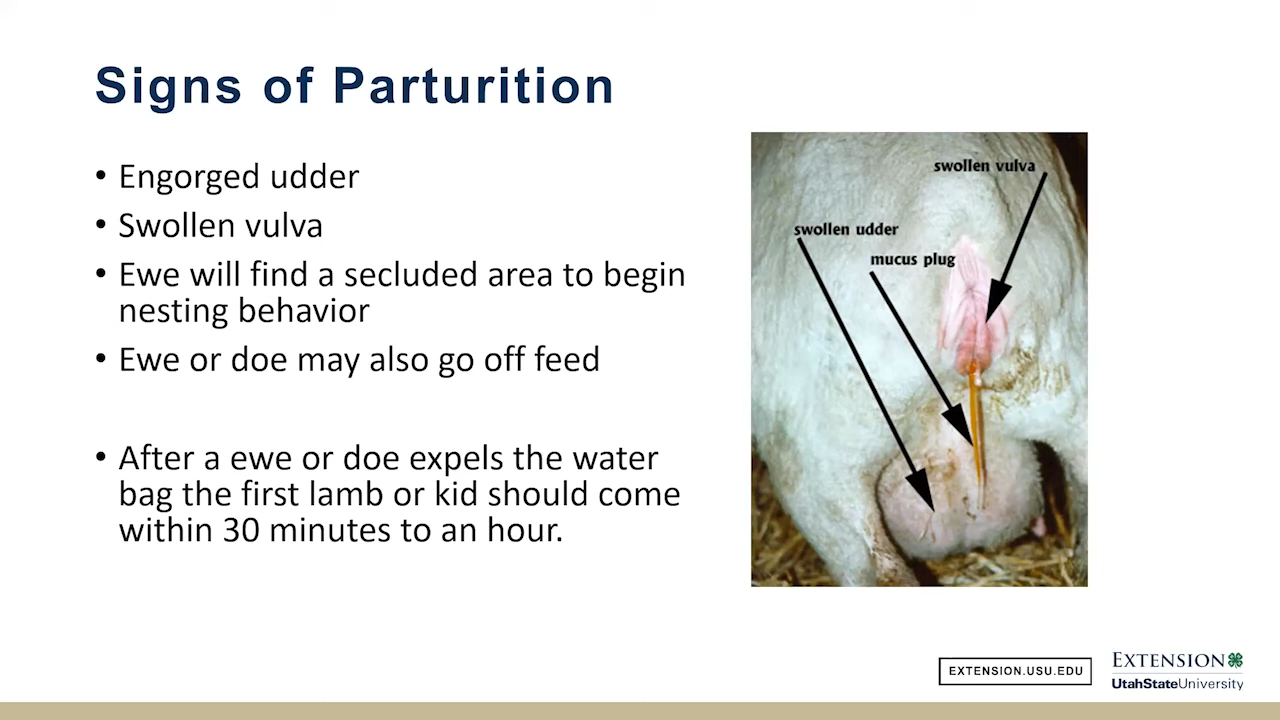 Signs of Parturition
• Engorged udder
• Swollen vulva
• Ewe will find a secluded area to begin
nesting behavior
• Ewe or doe may also go off feed
• After a ewe or doe expels the water
bag the first lamb or kid should come
within 30 minutes to an hour.
swollen vulva
swollen udder
mucus plug
EXTENSION.USU.EDU
EXTENSION
UtahStateUniversity